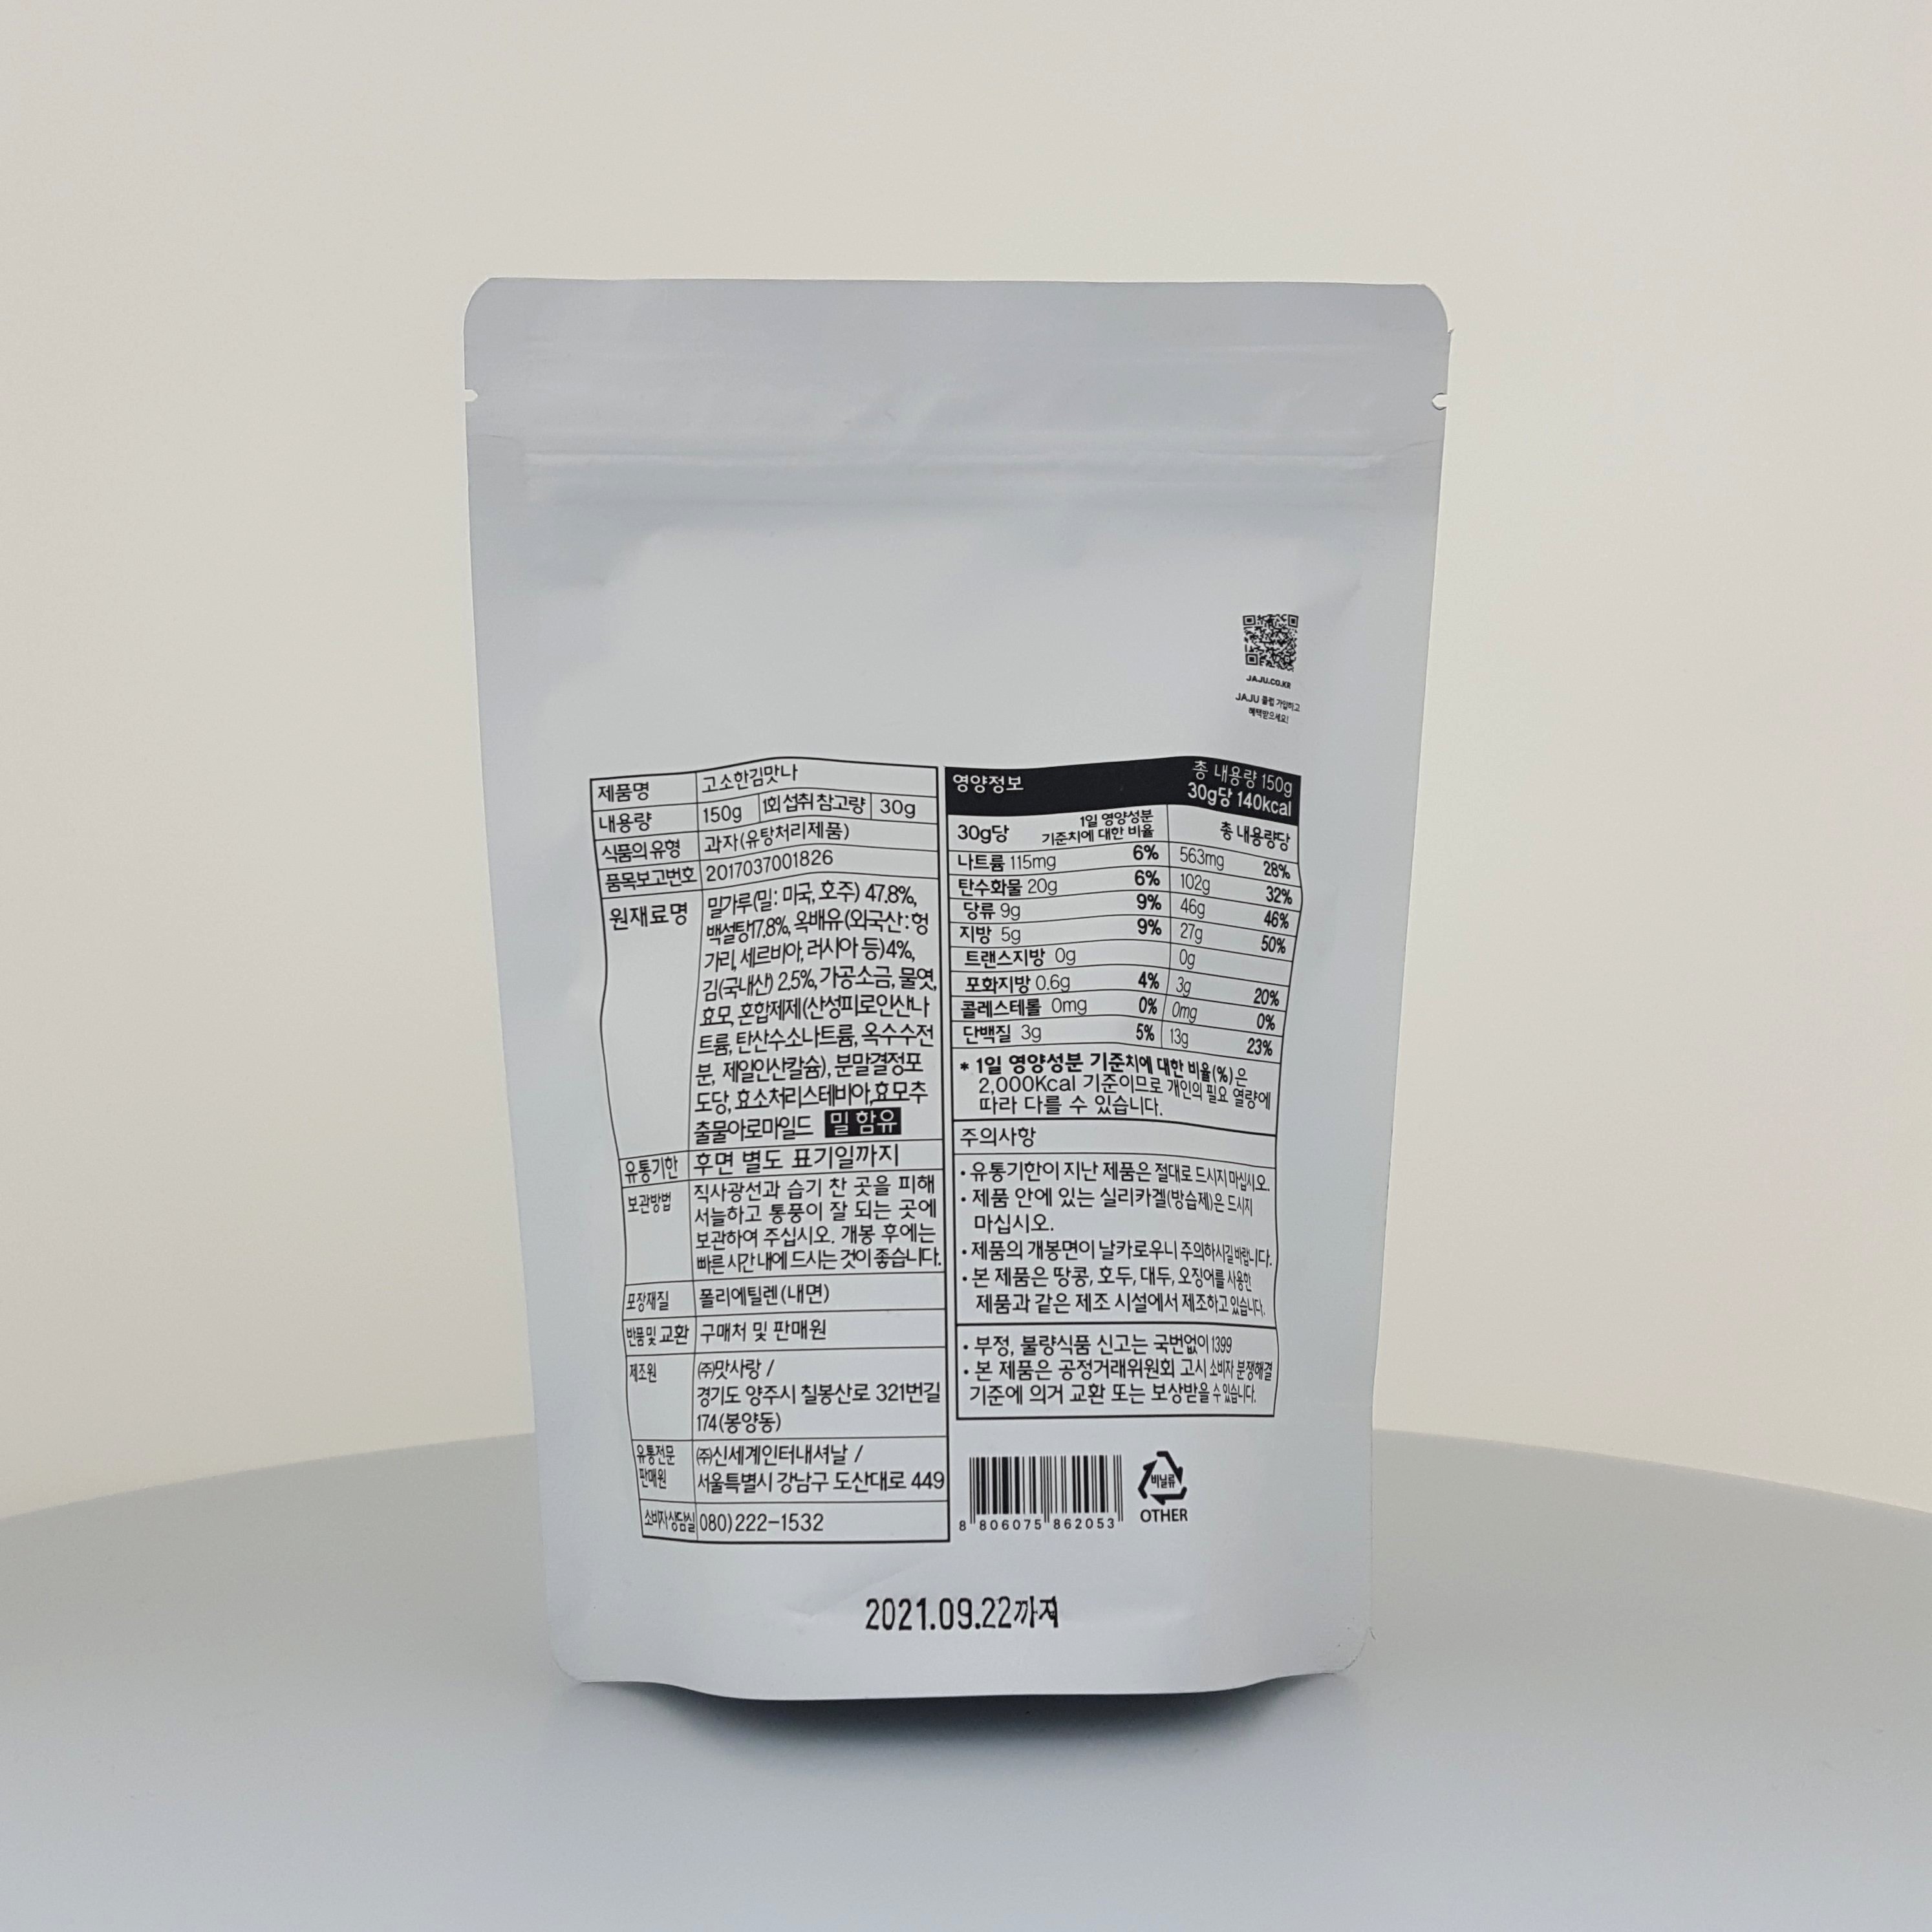 JAJU.CO.KR
JAJU 클럽 가입하고
혜택받으세요!
제품명 고소한김맛나
내용량 150g 1회 섭취 참고량 30g
식품의 유형 과자(유탕처리제품)
품목보고번호 2017037001826
원재료명 밀가루(밀: 미국, 호주) 47.8%,
백설탕17.8%, 옥배유(외국산:헝
가리, 세르비아, 러시아 등)4%,
김(국내산) 2.5%, 가공소금, 물엿,
효모, 혼합제제(산성피로인산나
트륨, 탄산수소나트륨, 옥수수전
분, 제일인산칼슘), 분말결정포
도당, 효소처리스테비아,효모추
출물아로마일드 밀 함유
유통기한 후면 별도 표기일까지
보관방법 직사광선과 습기 찬 곳을 피해
서늘하고 통풍이 잘 되는 곳에
보관하여 주십시오. 개봉 후에는
빠른 시간 내에 드시는 것이 좋습니다.
포장재질 폴리에틸렌(내면)
반품 및 교환 구매처 및 판매원
제조원 ㈜맛사랑 /
경기도 양주시 칠봉산로 321번길
174(봉양동)
유통전문 ㈜신세계인터내셔날 /
판매원 서울특별시 강남구 도산대로 449
소비자상담실 080)222-1532
영양정보 총 내용량 150g
30g당 140kcal
30g당 1일 영양성분
기준치에 대한 비율 총 내용량당
나트륨 115mg 6% 563mg 28%
탄수화물 20g 6% 102g 32%
당류 9g 9% 46g 46%
지방 5g 9% 27g 50%
트랜스지방 0g 0g
포화지방 0.6g 4% 3g 20%
콜레스테롤 0mg 0% 0mg 0%
단백질 3g 5% 13g 23%
* 1일 영양성분 기준치에 대한 비율(%)은
2,000Kcal 기준이므로 개인의 필요 열량에
따라 다를 수 있습니다.
주의사항
• 유통기한이 지난 제품은 절대로 드시지 마십시오.
• 제품 안에 있는 실리카겔(방습제)은 드시지
마십시오.
• 제품의 개봉면이 날카로우니 주의하시길 바랍니다.
• 본 제품은 땅콩, 호두, 대두, 오징어를 사용한
제품과 같은 제조 시설에서 제조하고 있습니다.
• 부정, 불량식품 신고는 국번없이 1399
• 본 제품은 공정거래위원회 고시 소비자 분쟁해결
기준에 의거 교환 또는 보상받을 수 있습니다.
8 806075 862053
비닐류
OTHER
2021.09.22까지